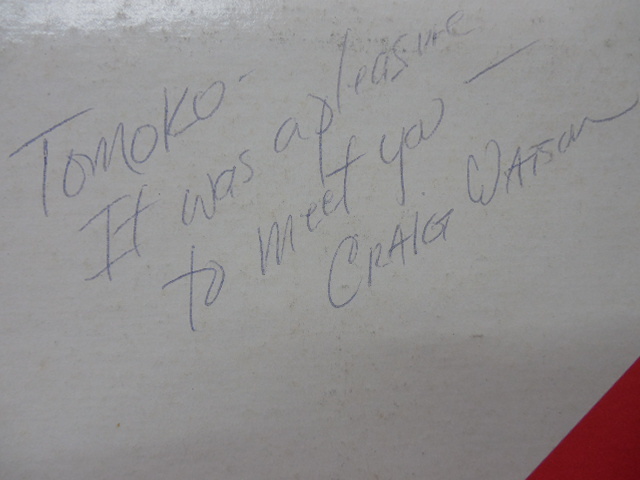 Tomoko-
It was a pleasure
to meet you —
Craig Watson